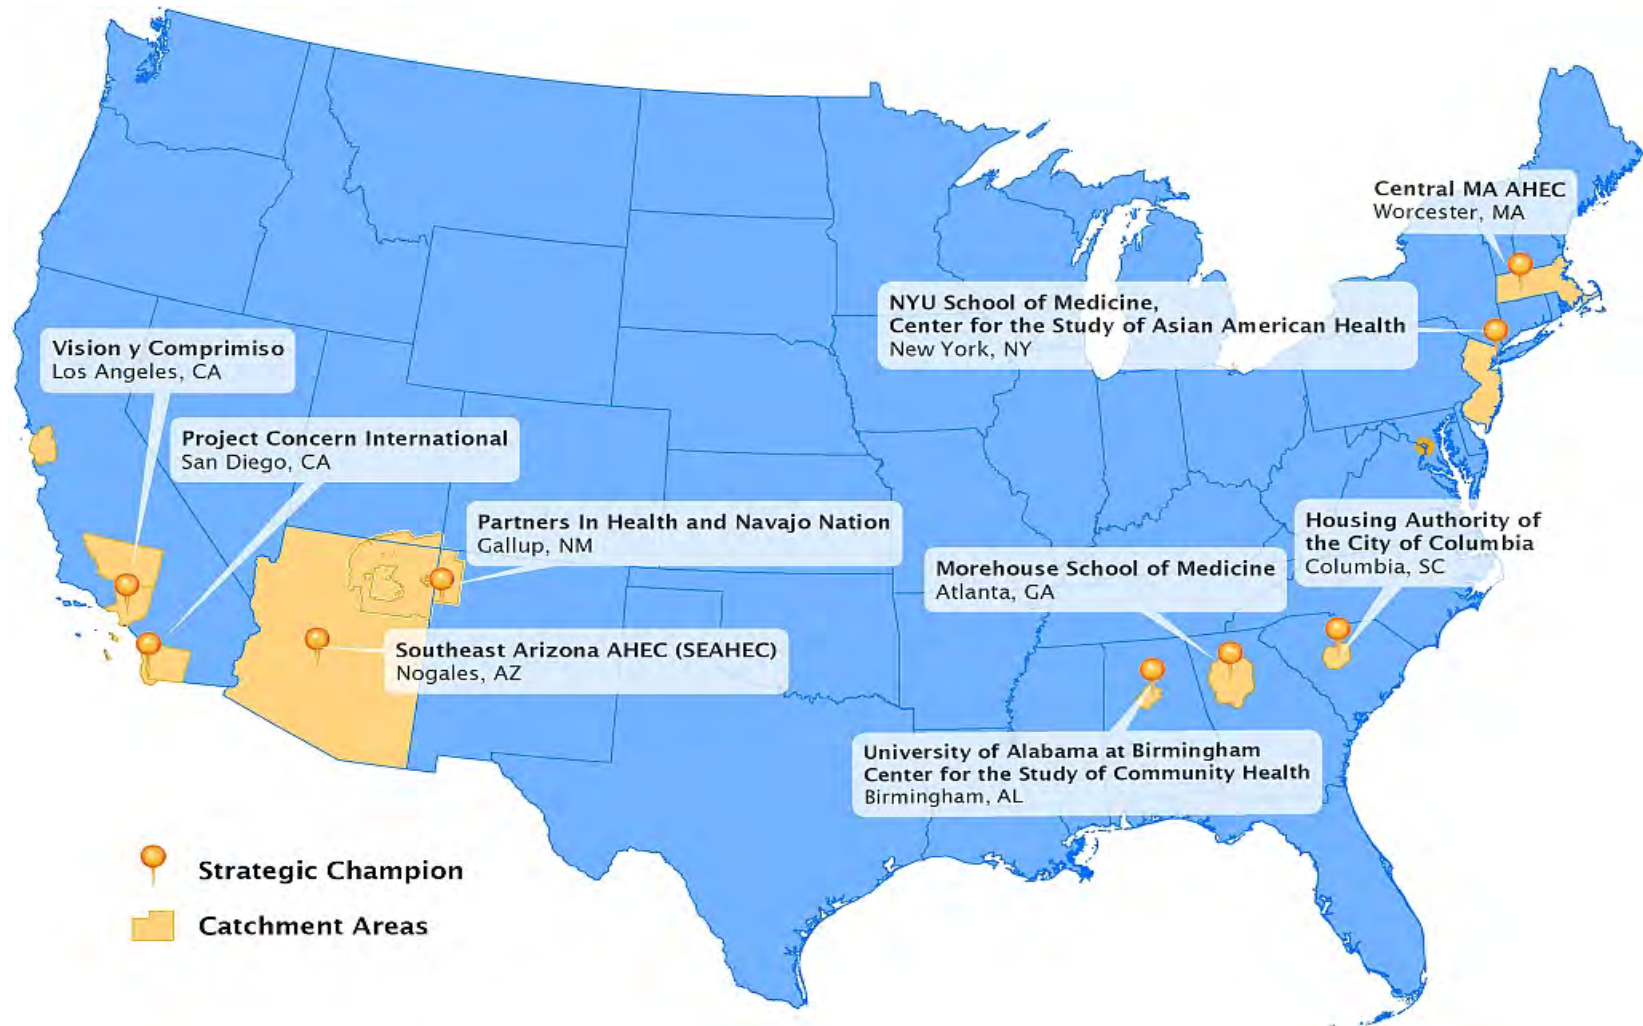 Central MA AHEC
Worcester, MA
NYU School of Medicine,
Center for the Study of Asian American Health
New York, NY
Vision y Comprimiso
Los Angeles, CA
Project Concern International
San Diego, CA
Partners In Health and Navajo Nation
Gallup, NM
Housing Authority of
the City of Columbia
Columbia, SC
Morehouse School of Medicine
Atlanta, GA
Southeast Arizona AHEC (SEAHEC)
Nogales, AZ
University of Alabama at Birmingham
Center for the Study of Community Health
Birmingham, AL
Strategic Champion
Catchment Areas